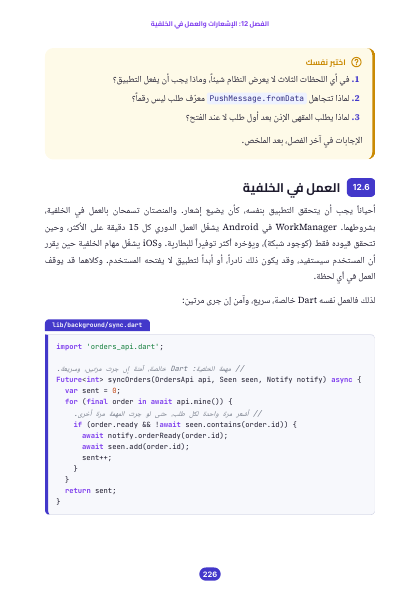 الفصل 12: الإشعارات والعمل في الخلفية
اختبر نفسك
1. في أي اللحظات الثلاث لا يعرض النظام شيئاً، وماذا يجب أن يفعل التطبيق؟
2. لماذا تتجاهل PushMessage.fromData معرّف طلب ليس رقماً؟
3. لماذا يطلب المقهى الإذن بعد أول طلب لا عند الفتح؟
الإجابات في آخر الفصل، بعد الملخص.
12.6 العمل في الخلفية
أحياناً يجب أن يتحقق التطبيق بنفسه، كأن يضيع إشعار. والمنصتان تسمحان بالعمل في الخلفية،
بشروطهما. WorkManager في Android يشغّل العمل الدوري كل 15 دقيقة على الأكثر، وحين
تتحقق قيوده فقط (كوجود شبكة)، ويؤخره أكثر توفيراً للبطارية. وiOS يشغّل مهام الخلفية حين يقرر
أن المستخدم سيستفيد، وقد يكون ذلك نادراً، أو أبداً لتطبيق لا يفتحه المستخدم. وكلاهما قد يوقف
العمل في أي لحظة.
لذلك فالعمل نفسه Dart خالصة، سريع، وآمن إن جرى مرتين:
lib/background/sync.dart
import 'orders_api.dart';
// مهمة الخلفية: Dart خالصة، آمنة إن جرت مرتين، وسريعة.
Future<int> syncOrders(OrdersApi api, Seen seen, Notify notify) async {
var sent = 0;
for (final order in await api.mine()) {
// أشعِر مرة واحدة لكل طلب، حتى لو جرت المهمة مرة أخرى.
if (order.ready && !await seen.contains(order.id)) {
await notify.orderReady(order.id);
await seen.add(order.id);
sent++;
}
}
return sent;
}
226